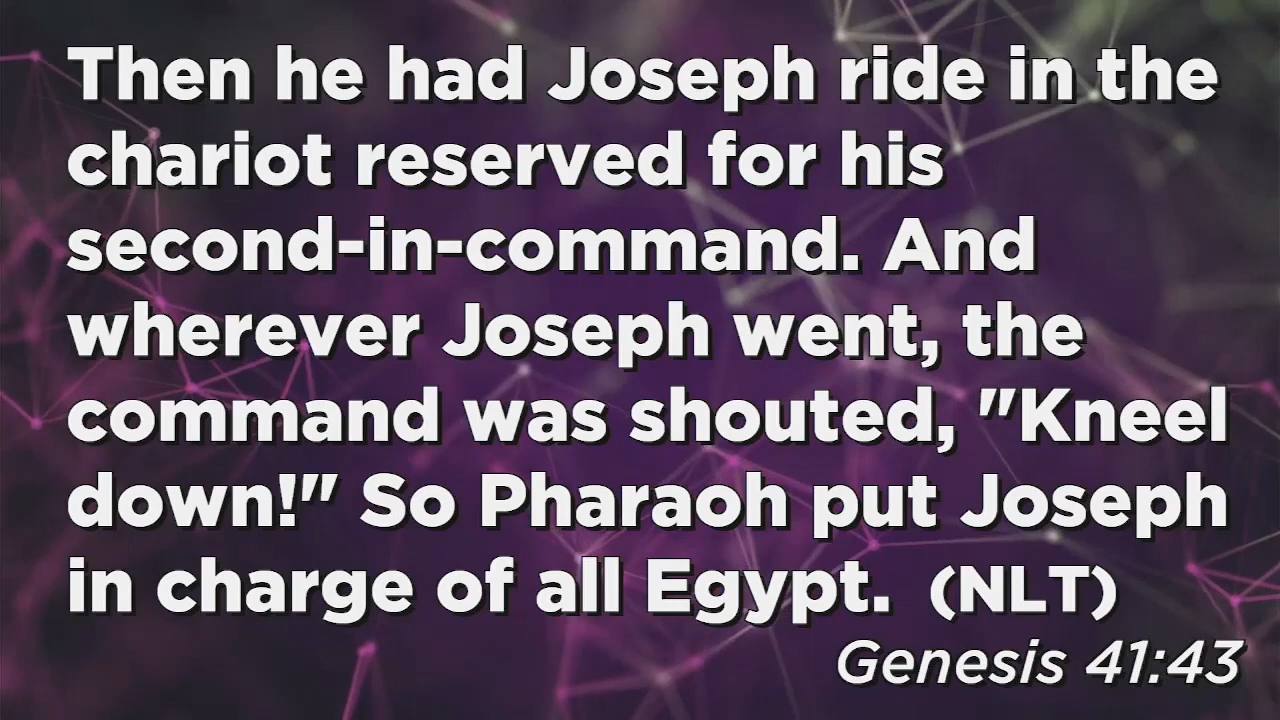 Then he had Joseph ride in the
chariot reserved for his
second-in-command. And
wherever Joseph went, the
command was shouted, "Kneel
down!" So Pharaoh put Joseph
in charge of all Egypt. (NLT)
Genesis 41:43